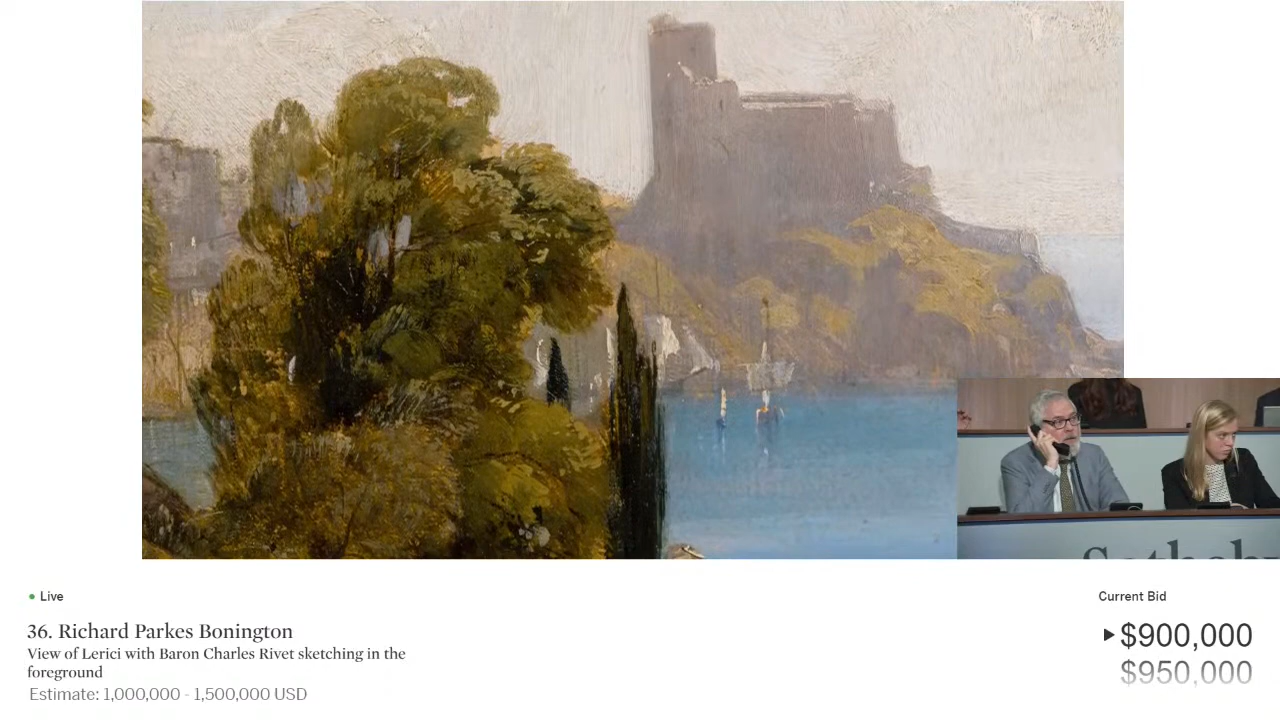 Sotheby
Live
Current Bid
36. Richard Parkes Bonington
$900,000
View of Lerici with Baron Charles Rivet sketching in the
foreground
$950,000
Estimate: 1,000,000 - 1,500,000 USD